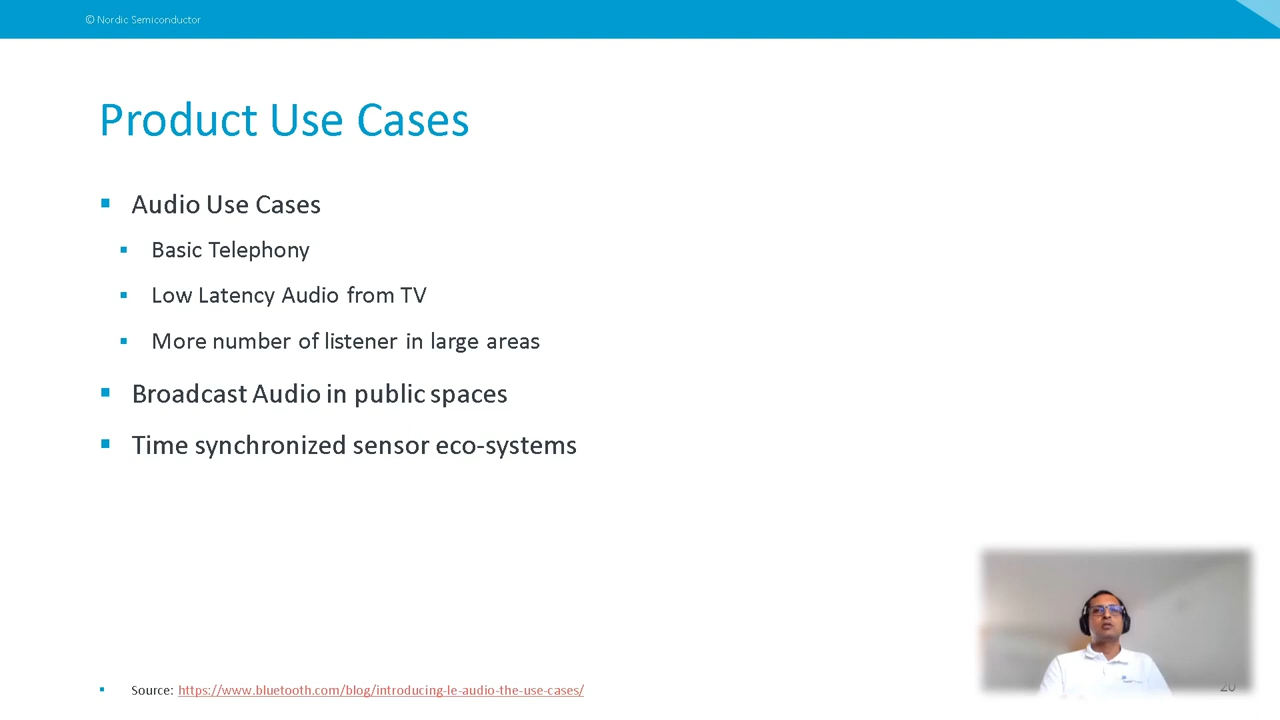 © Nordic Semiconductor
Product Use Cases
Audio Use Cases
Basic Telephony
Low Latency Audio from TV
More number of listener in large areas
Broadcast Audio in public spaces
Time synchronized sensor eco-systems
Source: https://www.bluetooth.com/blog/introducing-le-audio-the-use-cases/
20